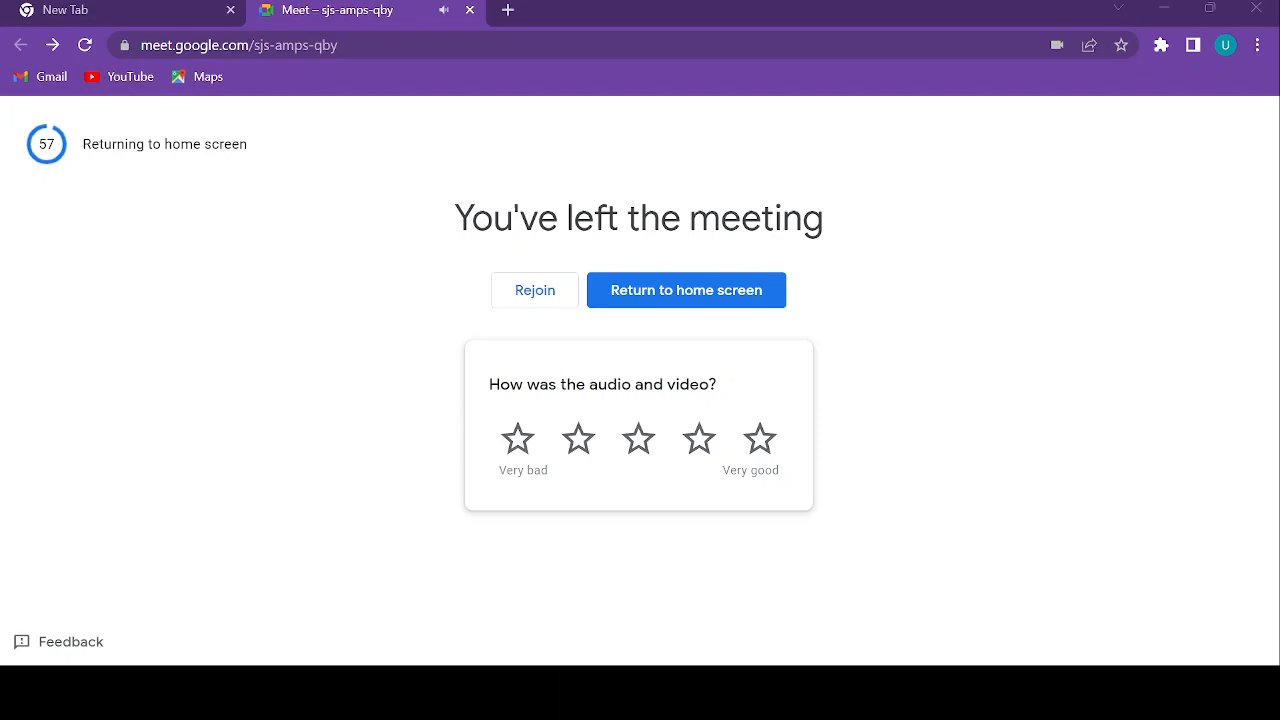 New Tab
Meet – sjs-amps-qby
meet.google.com/sjs-amps-qby
U
Gmail
YouTube
Maps
57
Returning to home screen
You've left the meeting
Rejoin
Return to home screen
How was the audio and video?
Very bad
Very good
Feedback